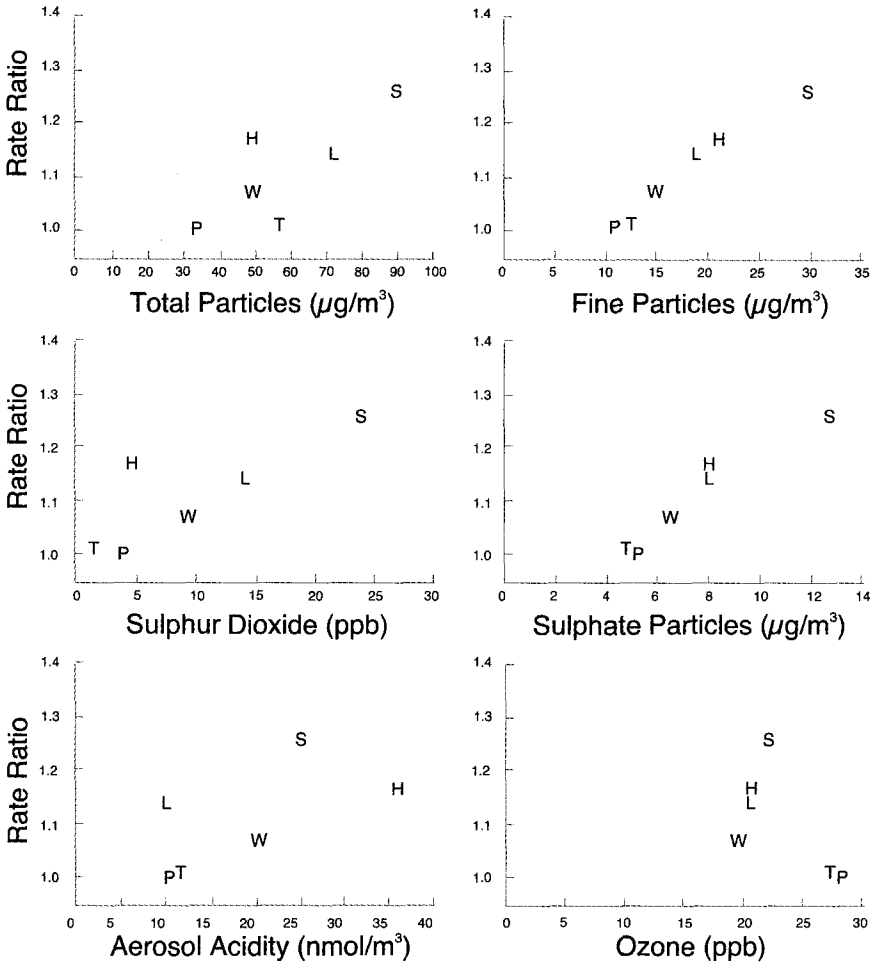 1.4 1.4
Rate Ratio
1.3 1.3
S S
1.2 1.2
H H
L L
1.1 1.1
W W
T T
P P
1.0 1.0
0 10 20 30 40 50 60 70 80 90 100
0 5 10 15 20 25 30 35
Total Particles (µg/m³)
Fine Particles (µg/m³)
1.4 1.4
Rate Ratio
1.3 1.3
S S
1.2 1.2
H H
L L
1.1 1.1
W W
T P T P
1.0 1.0
0 5 10 15 20 25 30
0 2 4 6 8 10 12 14
Sulphur Dioxide (ppb)
Sulphate Particles (µg/m³)
1.4 1.4
Rate Ratio
1.3 1.3
S S
1.2 1.2
H H
L L
1.1 1.1
W W
P T T P
1.0 1.0
0 5 10 15 20 25 30 35 40
0 5 10 15 20 25 30
Aerosol Acidity (nmol/m³)
Ozone (ppb)